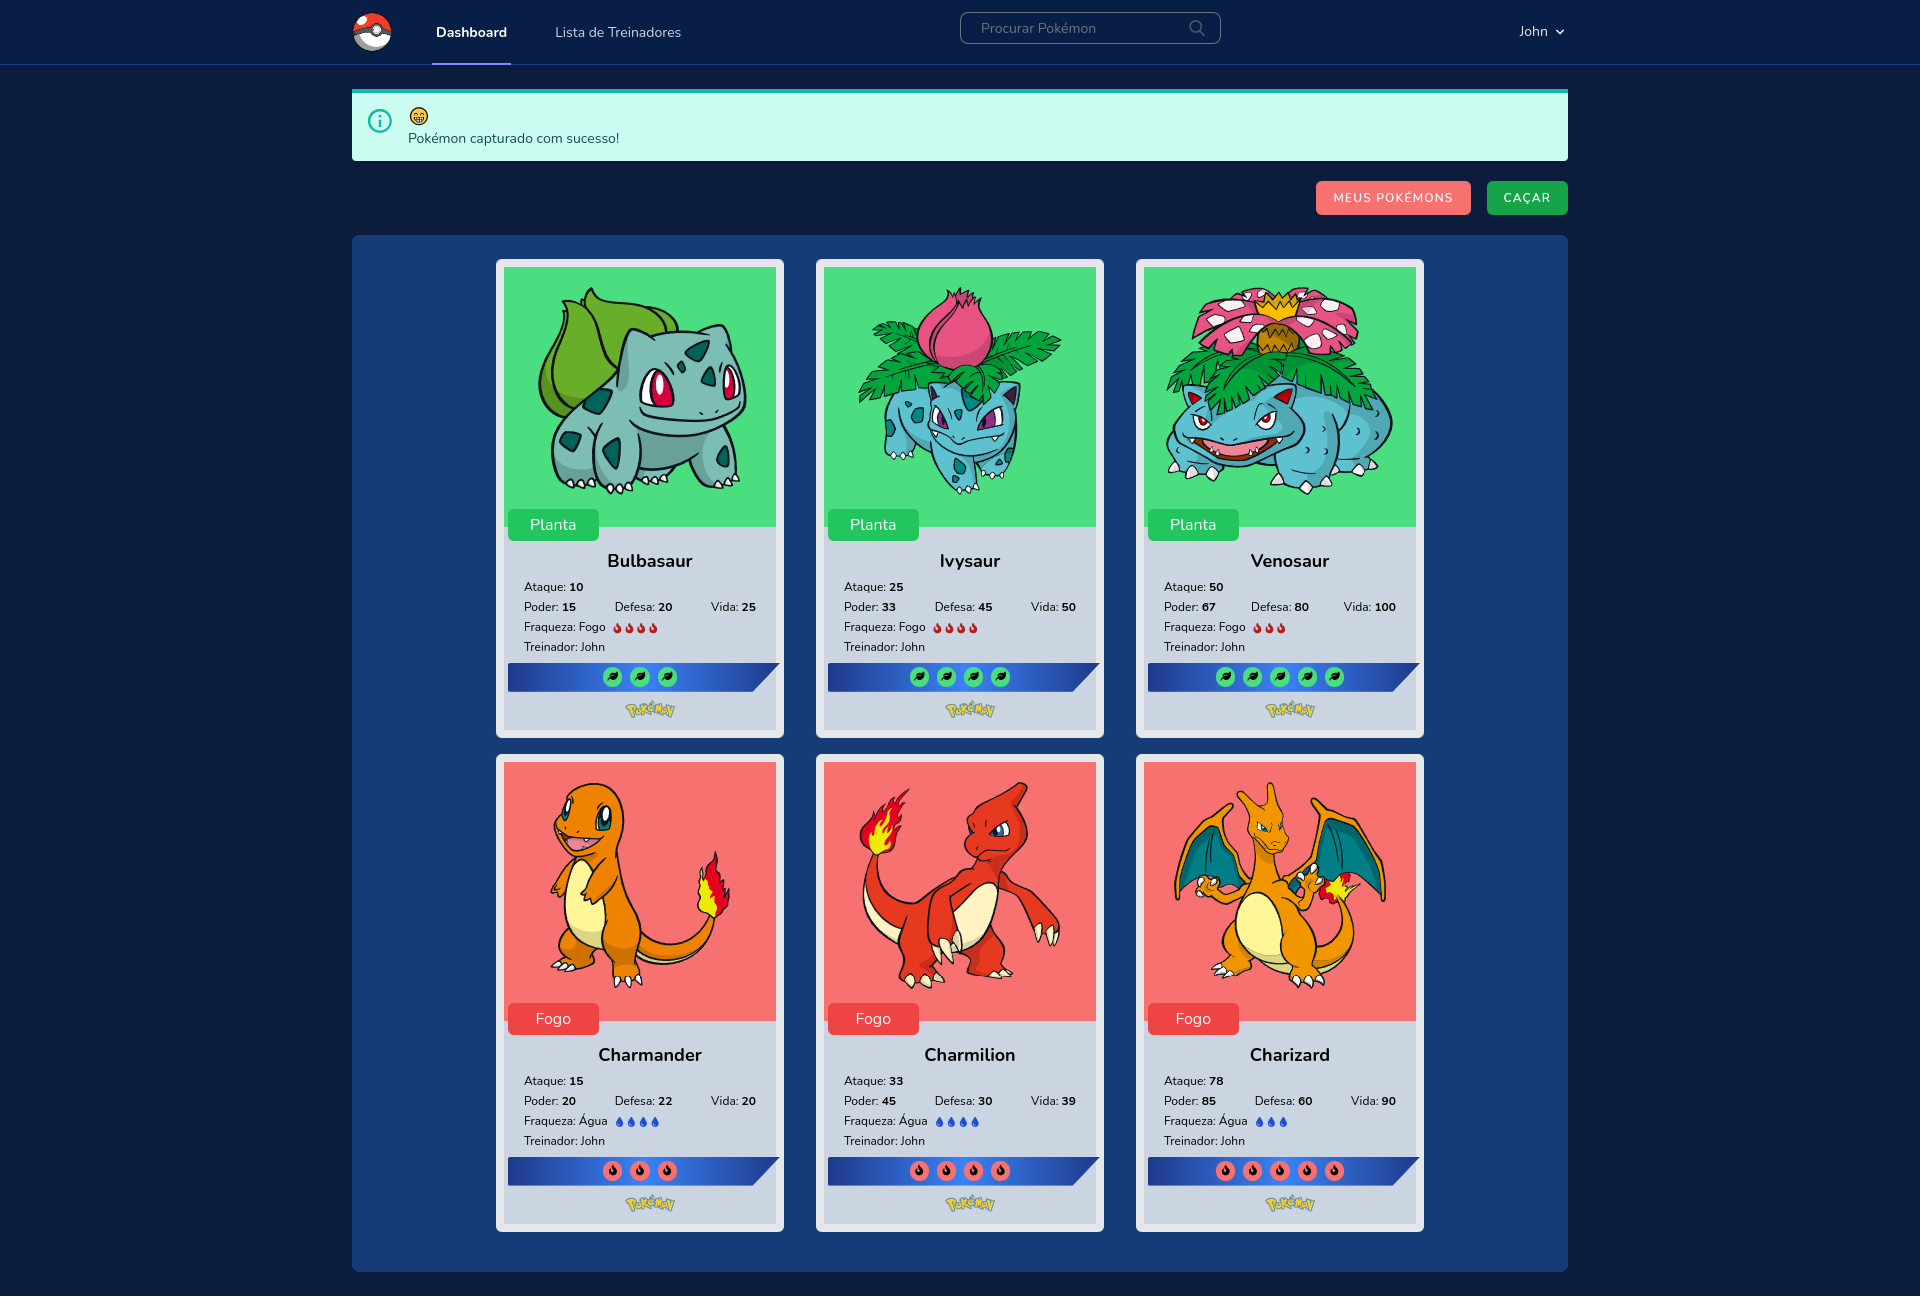 Dashboard
Lista de Treinadores
Procurar Pokémon
John
Pokémon capturado com sucesso!
MEUS POKÉMONS
CAÇAR
Planta
Bulbasaur
Ataque: 10
Poder: 15 Defesa: 20 Vida: 25
Fraqueza: Fogo
Treinador: John
POKéMON
Planta
Ivysaur
Ataque: 25
Poder: 33 Defesa: 45 Vida: 50
Fraqueza: Fogo
Treinador: John
POKéMON
Planta
Venosaur
Ataque: 50
Poder: 67 Defesa: 80 Vida: 100
Fraqueza: Fogo
Treinador: John
POKéMON
Fogo
Charmander
Ataque: 15
Poder: 20 Defesa: 22 Vida: 20
Fraqueza: Água
Treinador: John
POKéMON
Fogo
Charmilion
Ataque: 33
Poder: 45 Defesa: 30 Vida: 39
Fraqueza: Água
Treinador: John
POKéMON
Fogo
Charizard
Ataque: 78
Poder: 85 Defesa: 60 Vida: 90
Fraqueza: Água
Treinador: John
POKéMON